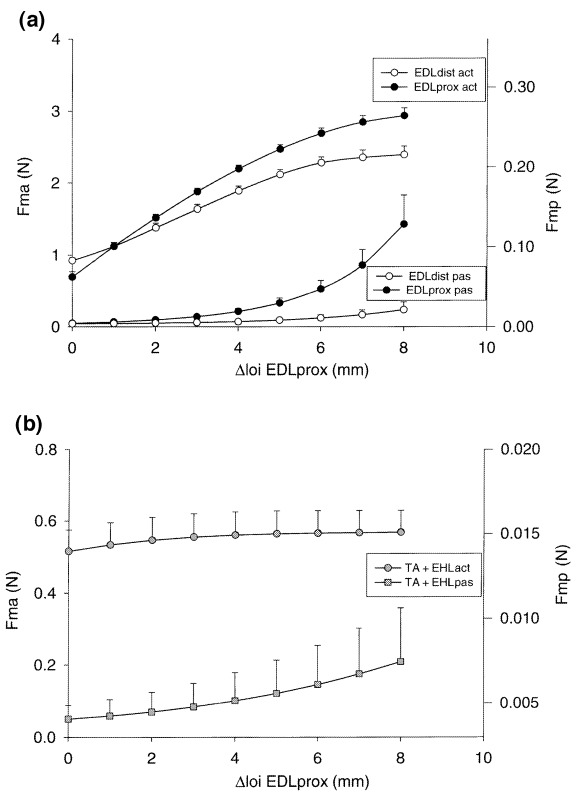 (a)
4
3
2
1
0
Fma (N)
0.30
0.20
0.10
0.00
Fmp (N)
EDLdist act
EDLprox act
EDLdist pas
EDLprox pas
0 2 4 6 8 10
Δloi EDLprox (mm)
(b)
0.8
0.6
0.4
0.2
0.0
Fma (N)
0.020
0.015
0.010
0.005
Fmp (N)
TA + EHLact
TA + EHLpas
0 2 4 6 8 10
Δloi EDLprox (mm)